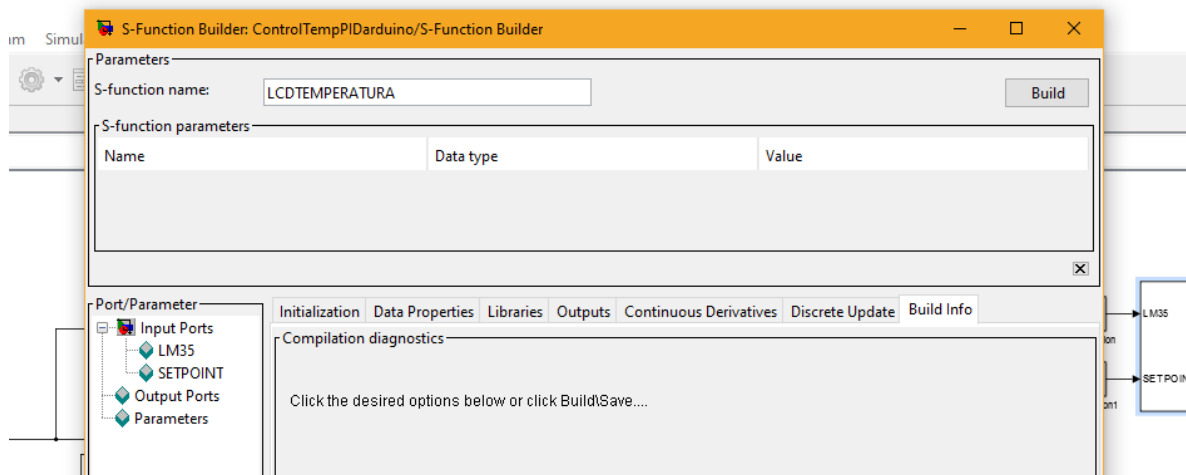 S-Function Builder: ControlTempPIDarduino/S-Function Builder
Simul
Parameters
S-function name: LCDTEMPERATURA Build
S-function parameters
Name Data type Value
Port/Parameter
Initialization Data Properties Libraries Outputs Continuous Derivatives Discrete Update Build Info
Input Ports
Compilation diagnostics
LM35
LM35
SETPOINT
SETPOIN
Output Ports
Click the desired options below or click Build\Save....
on1
Parameters